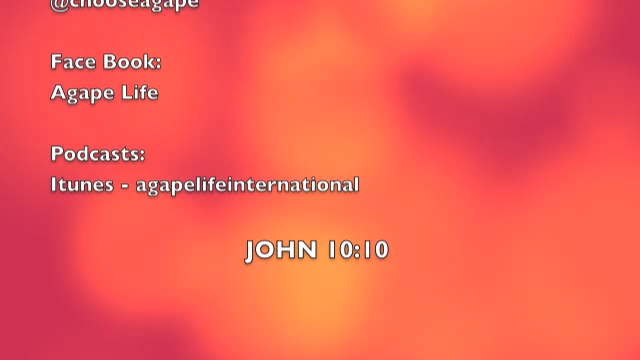 @chooseagape
Face Book:
Agape Life
Podcasts:
Itunes - agapelifeinternational
JOHN 10:10